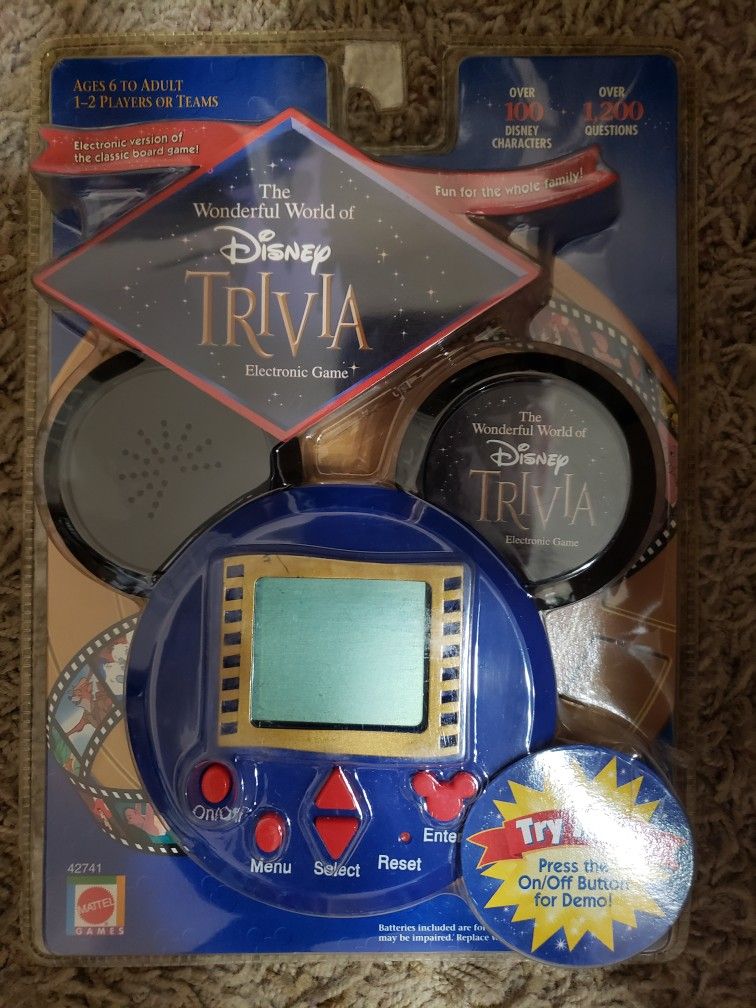 AGES 6 TO ADULT
1-2 PLAYERS OR TEAMS
OVER
100
DISNEY
CHARACTERS
OVER
1,200
QUESTIONS
Electronic version of
the classic board game!
Fun for the whole family!
The
Wonderful World of
DISNEY
TRIVIA
Electronic Game
The
Wonderful World of
DISNEY
TRIVIA
Electronic Game
On/Off
Menu
Select
Reset
Enter
Try
Press the
On/Off Button
for Demo!
42741
MATTEL
GAMES
Batteries included are for
may be impaired. Replace